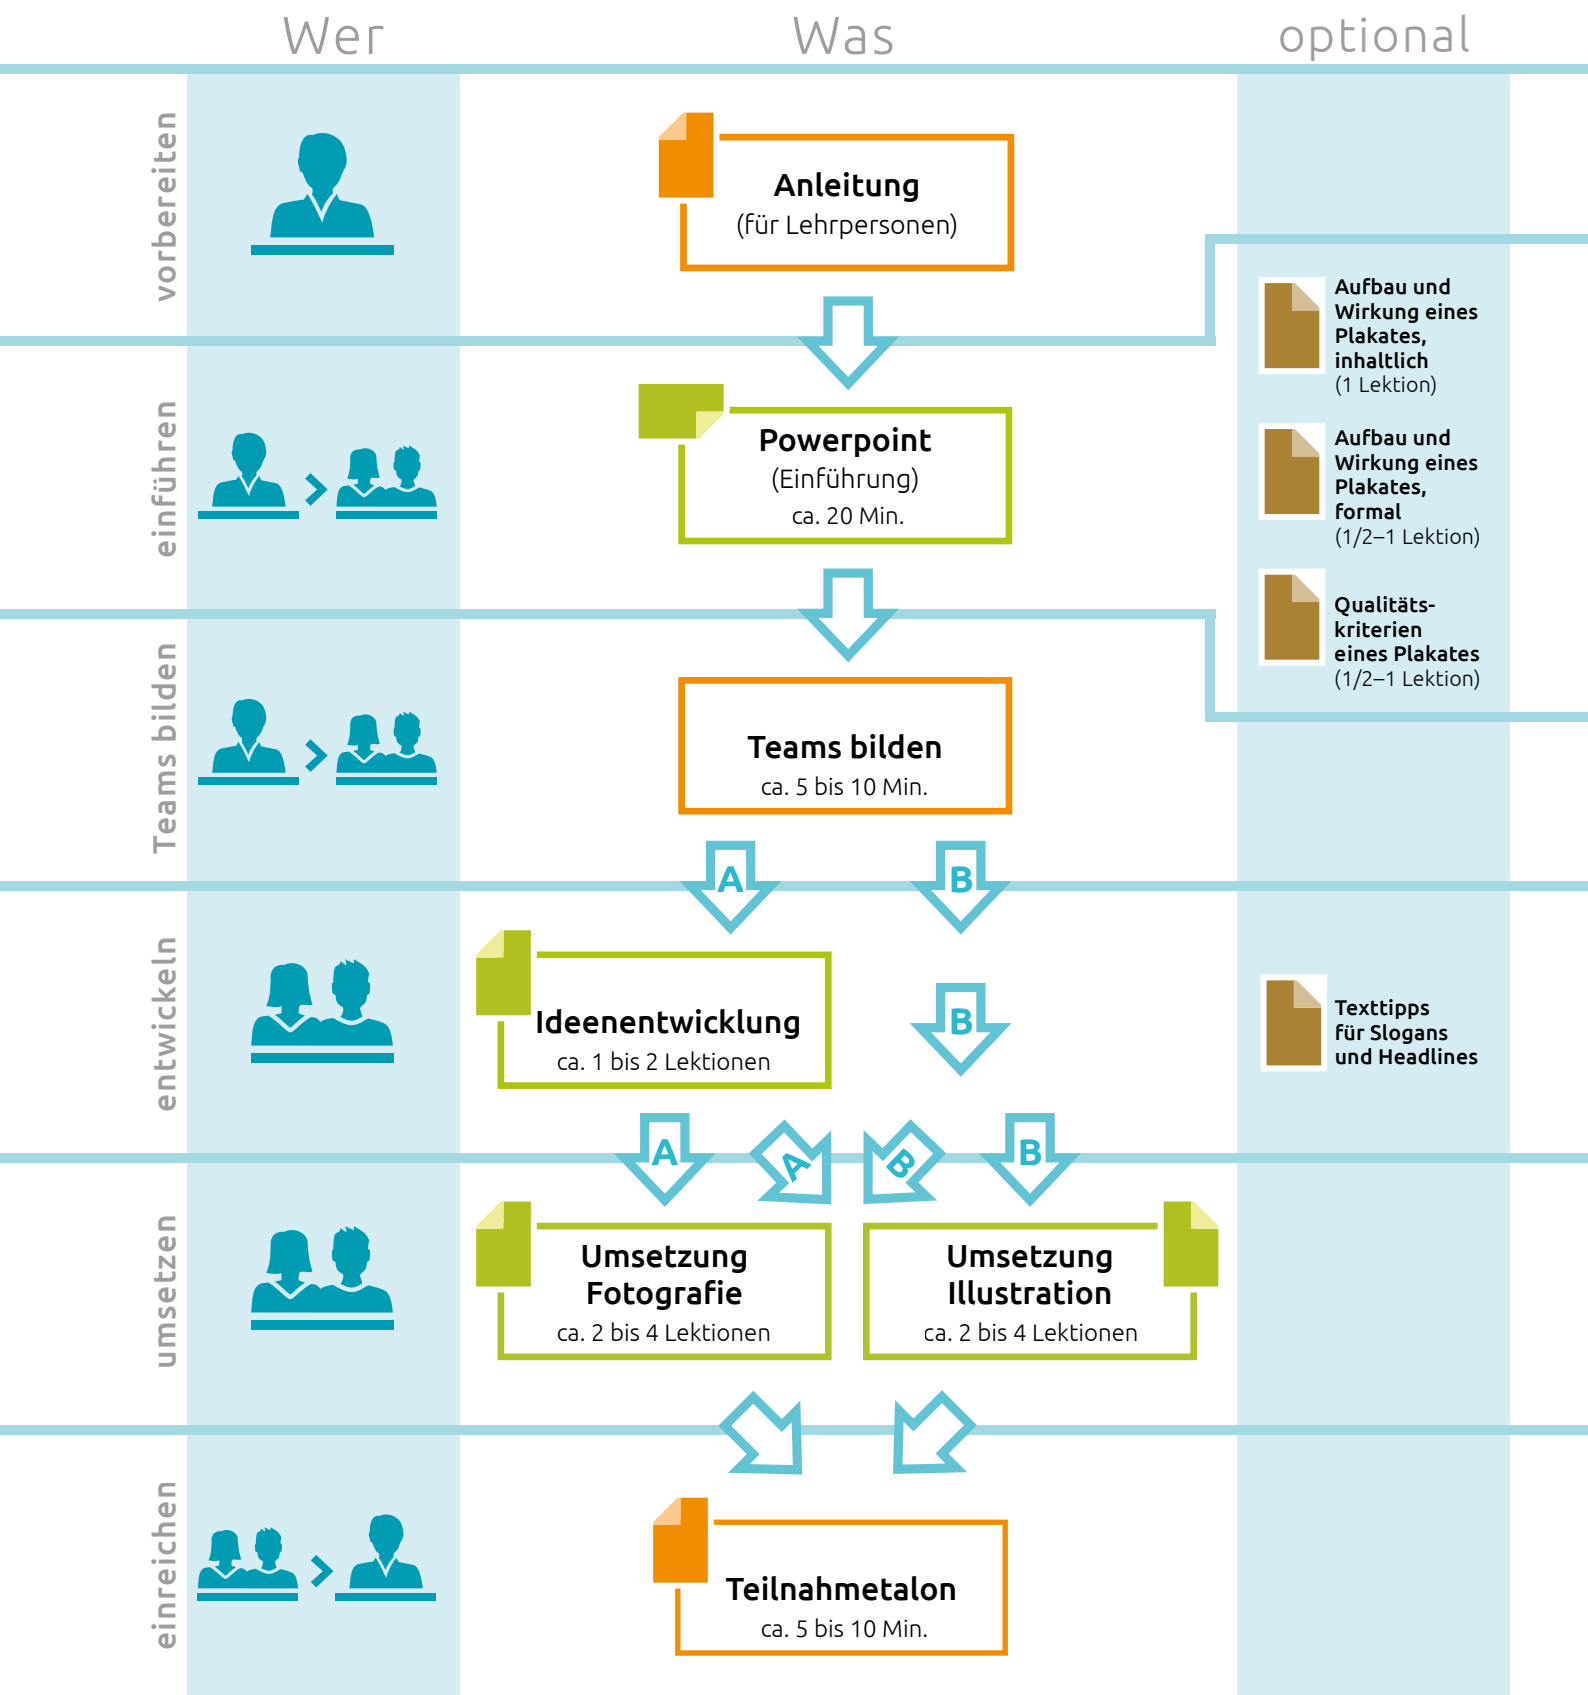 Wer
Was
optional
vorbereiten
Anleitung
(für Lehrpersonen)
einführen
Powerpoint
(Einführung)
ca. 20 Min.
Aufbau und
Wirkung eines
Plakates,
inhaltlich
(1 Lektion)
Aufbau und
Wirkung eines
Plakates,
formal
(1/2–1 Lektion)
Qualitäts-
kriterien
eines Plakates
(1/2–1 Lektion)
Teams bilden
Teams bilden
ca. 5 bis 10 Min.
A
B
entwickeln
Ideenentwicklung
ca. 1 bis 2 Lektionen
B
Texttipps
für Slogans
und Headlines
A
A
B
B
umsetzen
Umsetzung
Fotografie
ca. 2 bis 4 Lektionen
Umsetzung
Illustration
ca. 2 bis 4 Lektionen
einreichen
Teilnahmetalon
ca. 5 bis 10 Min.